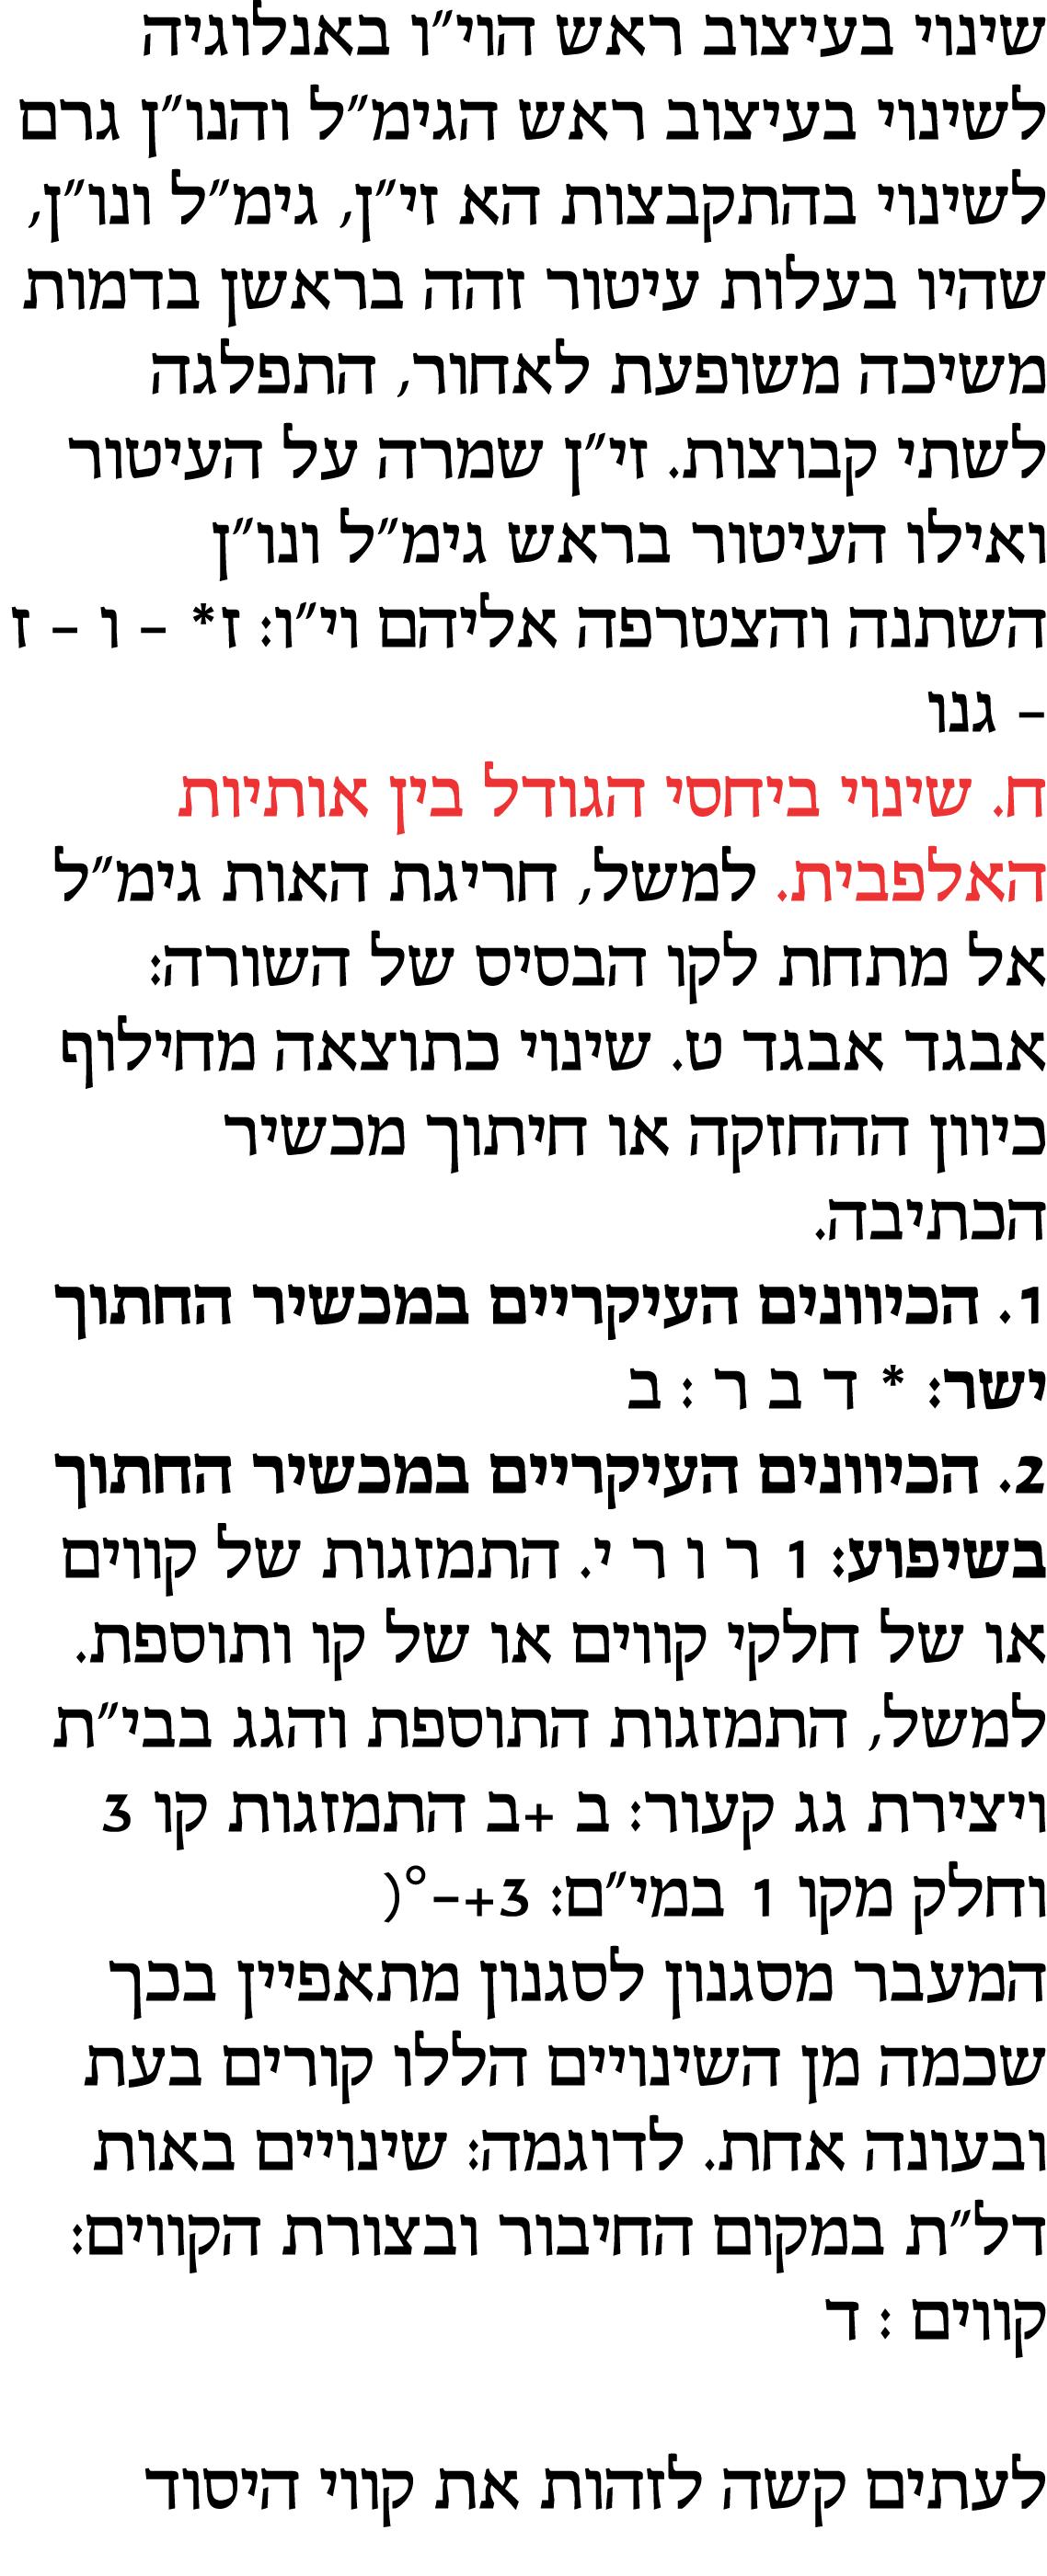 שינוי בעיצוב ראש הוי״ו באנלוגיה
לשינוי בעיצוב ראש הגימ״ל והנו״ן גרם
לשינוי בהתקבצות הא זי״ן, גימ״ל ונו״ן,
שהיו בעלות עיטור זהה בראשן בדמות
משיכה משופעת לאחור, התפלגה
לשתי קבוצות. זי״ן שמרה על העיטור
ואילו העיטור בראש גימ״ל ונו״ן
השתנה והצטרפה אליהם וי״ו: ז* – ו – ז
– גנו
ח. שינוי ביחסי הגודל בין אותיות
האלפבית. למשל, חריגת האות גימ״ל
אל מתחת לקו הבסיס של השורה:
אבגד אבגד ט. שינוי כתוצאה מחילוף
כיוון ההחזקה או חיתוך מכשיר
הכתיבה.
1. הכיוונים העיקריים במכשיר החתוך
ישר: * ד ב ר : ב
2. הכיוונים העיקריים במכשיר החתוך
בשיפוע: 1 ר ו ר י. התמזגות של קווים
או של חלקי קווים או של קו ותוספת.
למשל, התמזגות התוספת והגג בבי״ת
ויצירת גג קעור: ב +ב התמזגות קו 3
וחלק מקו 1 במי״ם: 3+–°(
המעבר מסגנון לסגנון מתאפיין בכך
שכמה מן השינויים הללו קורים בעת
ובעונה אחת. לדוגמה: שינויים באות
דל״ת במקום החיבור ובצורת הקווים:
קווים : ד
לעתים קשה לזהות את קווי היסוד